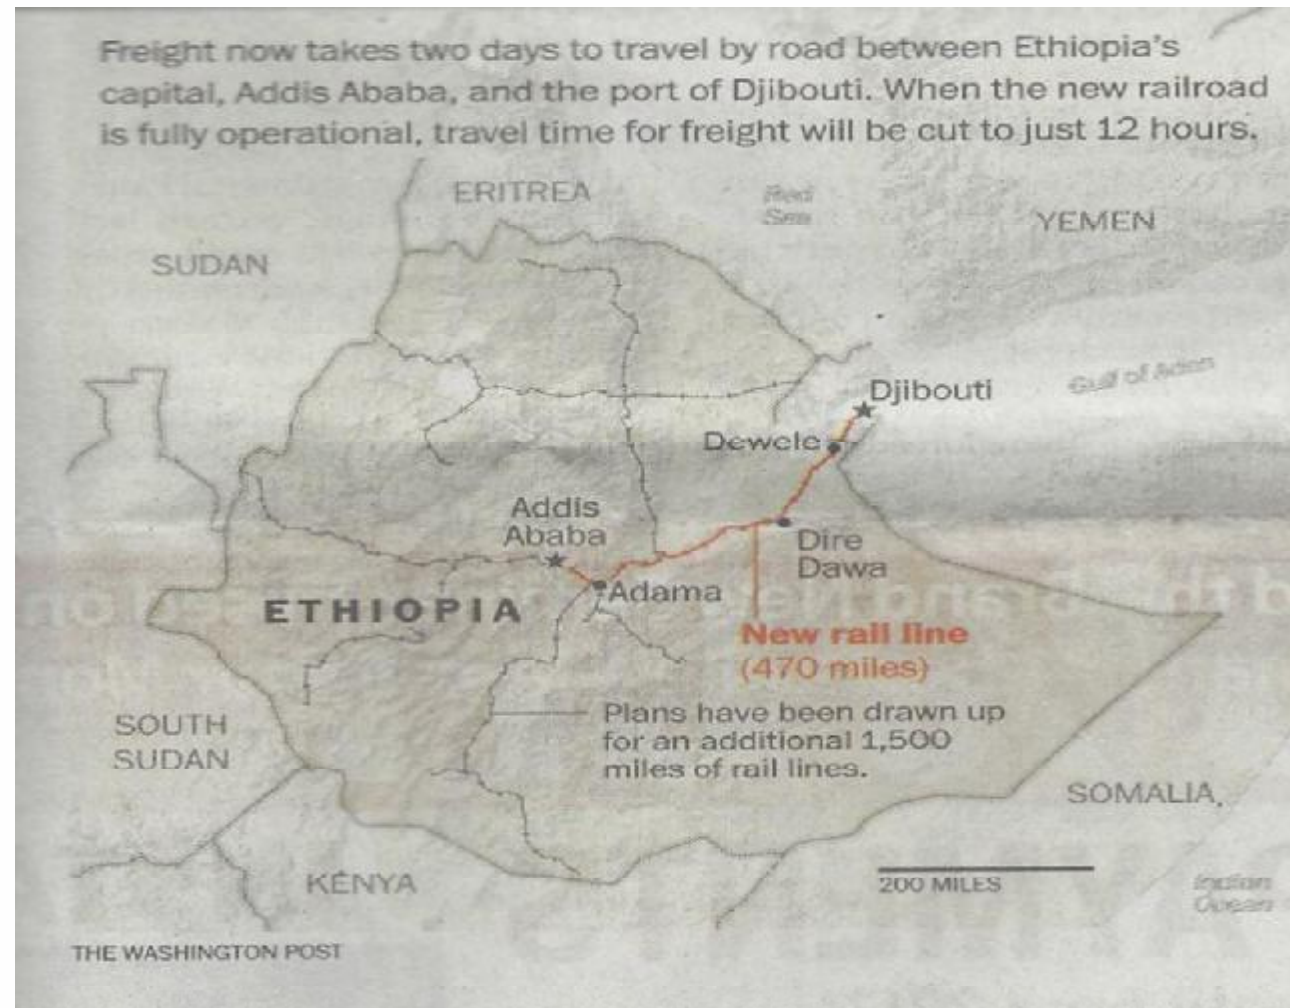 Freight now takes two days to travel by road between Ethiopia's
capital, Addis Ababa, and the port of Djibouti. When the new railroad
is fully operational, travel time for freight will be cut to just 12 hours.
ERITREA
Red
Sea
YEMEN
SUDAN
Gulf of Aden
Djibouti
Dewele
Addis
Ababa
Dire
Dawa
Adama
ETHIOPIA
New rail line
(470 miles)
Plans have been drawn up
for an additional 1,500
miles of rail lines.
SOUTH
SUDAN
SOMALIA
KENYA
200 MILES
Indian
Ocean
THE WASHINGTON POST